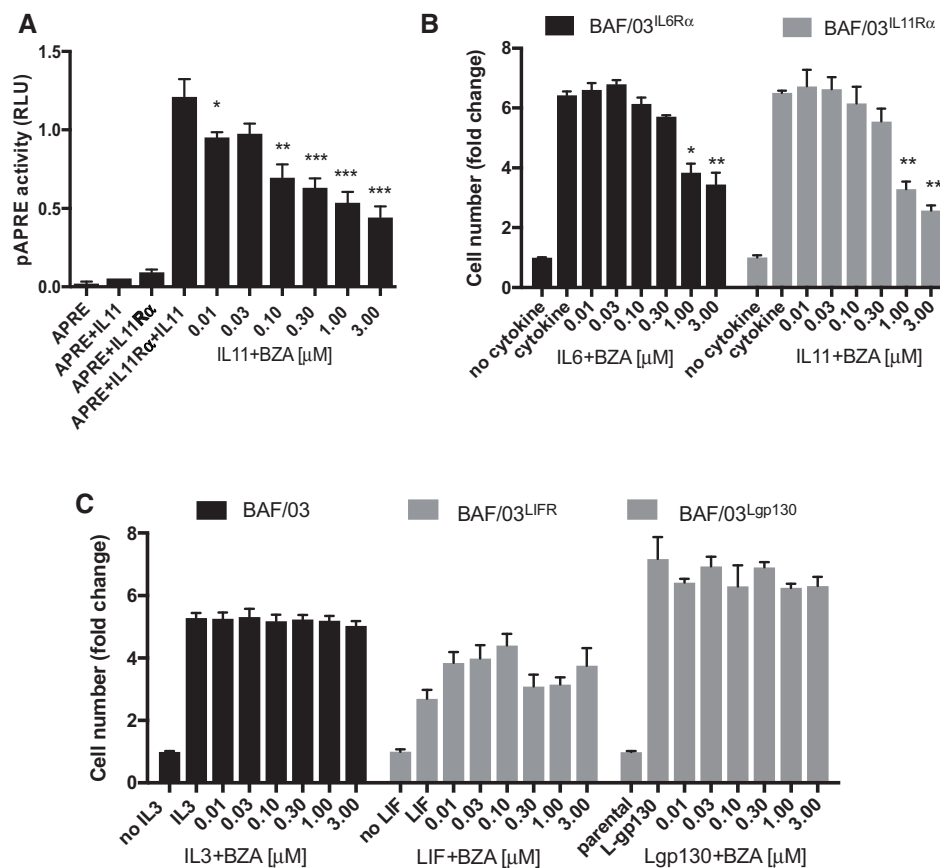 A
pAPRE activity (RLU)
1.5
1.0
0.5
0.0
* ** *** *** ***
APRE
APRE+IL11
APRE+IL11Rα
APRE+IL11Rα+IL11
0.01
0.03
0.10
0.30
1.00
3.00
IL11+BZA [μM]
B
BAF/03IL6Rα
BAF/03IL11Rα
Cell number (fold change)
8
6
4
2
0
* ** ** **
no cytokine
cytokine
0.01
0.03
0.10
0.30
1.00
3.00
no cytokine
cytokine
0.01
0.03
0.10
0.30
1.00
3.00
IL6+BZA [μM]
IL11+BZA [μM]
C
BAF/03
BAF/03LIFR
BAF/03Lgp130
Cell number (fold change)
8
6
4
2
0
no IL3
IL3
0.01
0.03
0.10
0.30
1.00
3.00
no LIF
LIF
0.01
0.03
0.10
0.30
1.00
3.00
parental
L-gp130
0.01
0.03
0.10
0.30
1.00
3.00
IL3+BZA [μM]
LIF+BZA [μM]
Lgp130+BZA [μM]